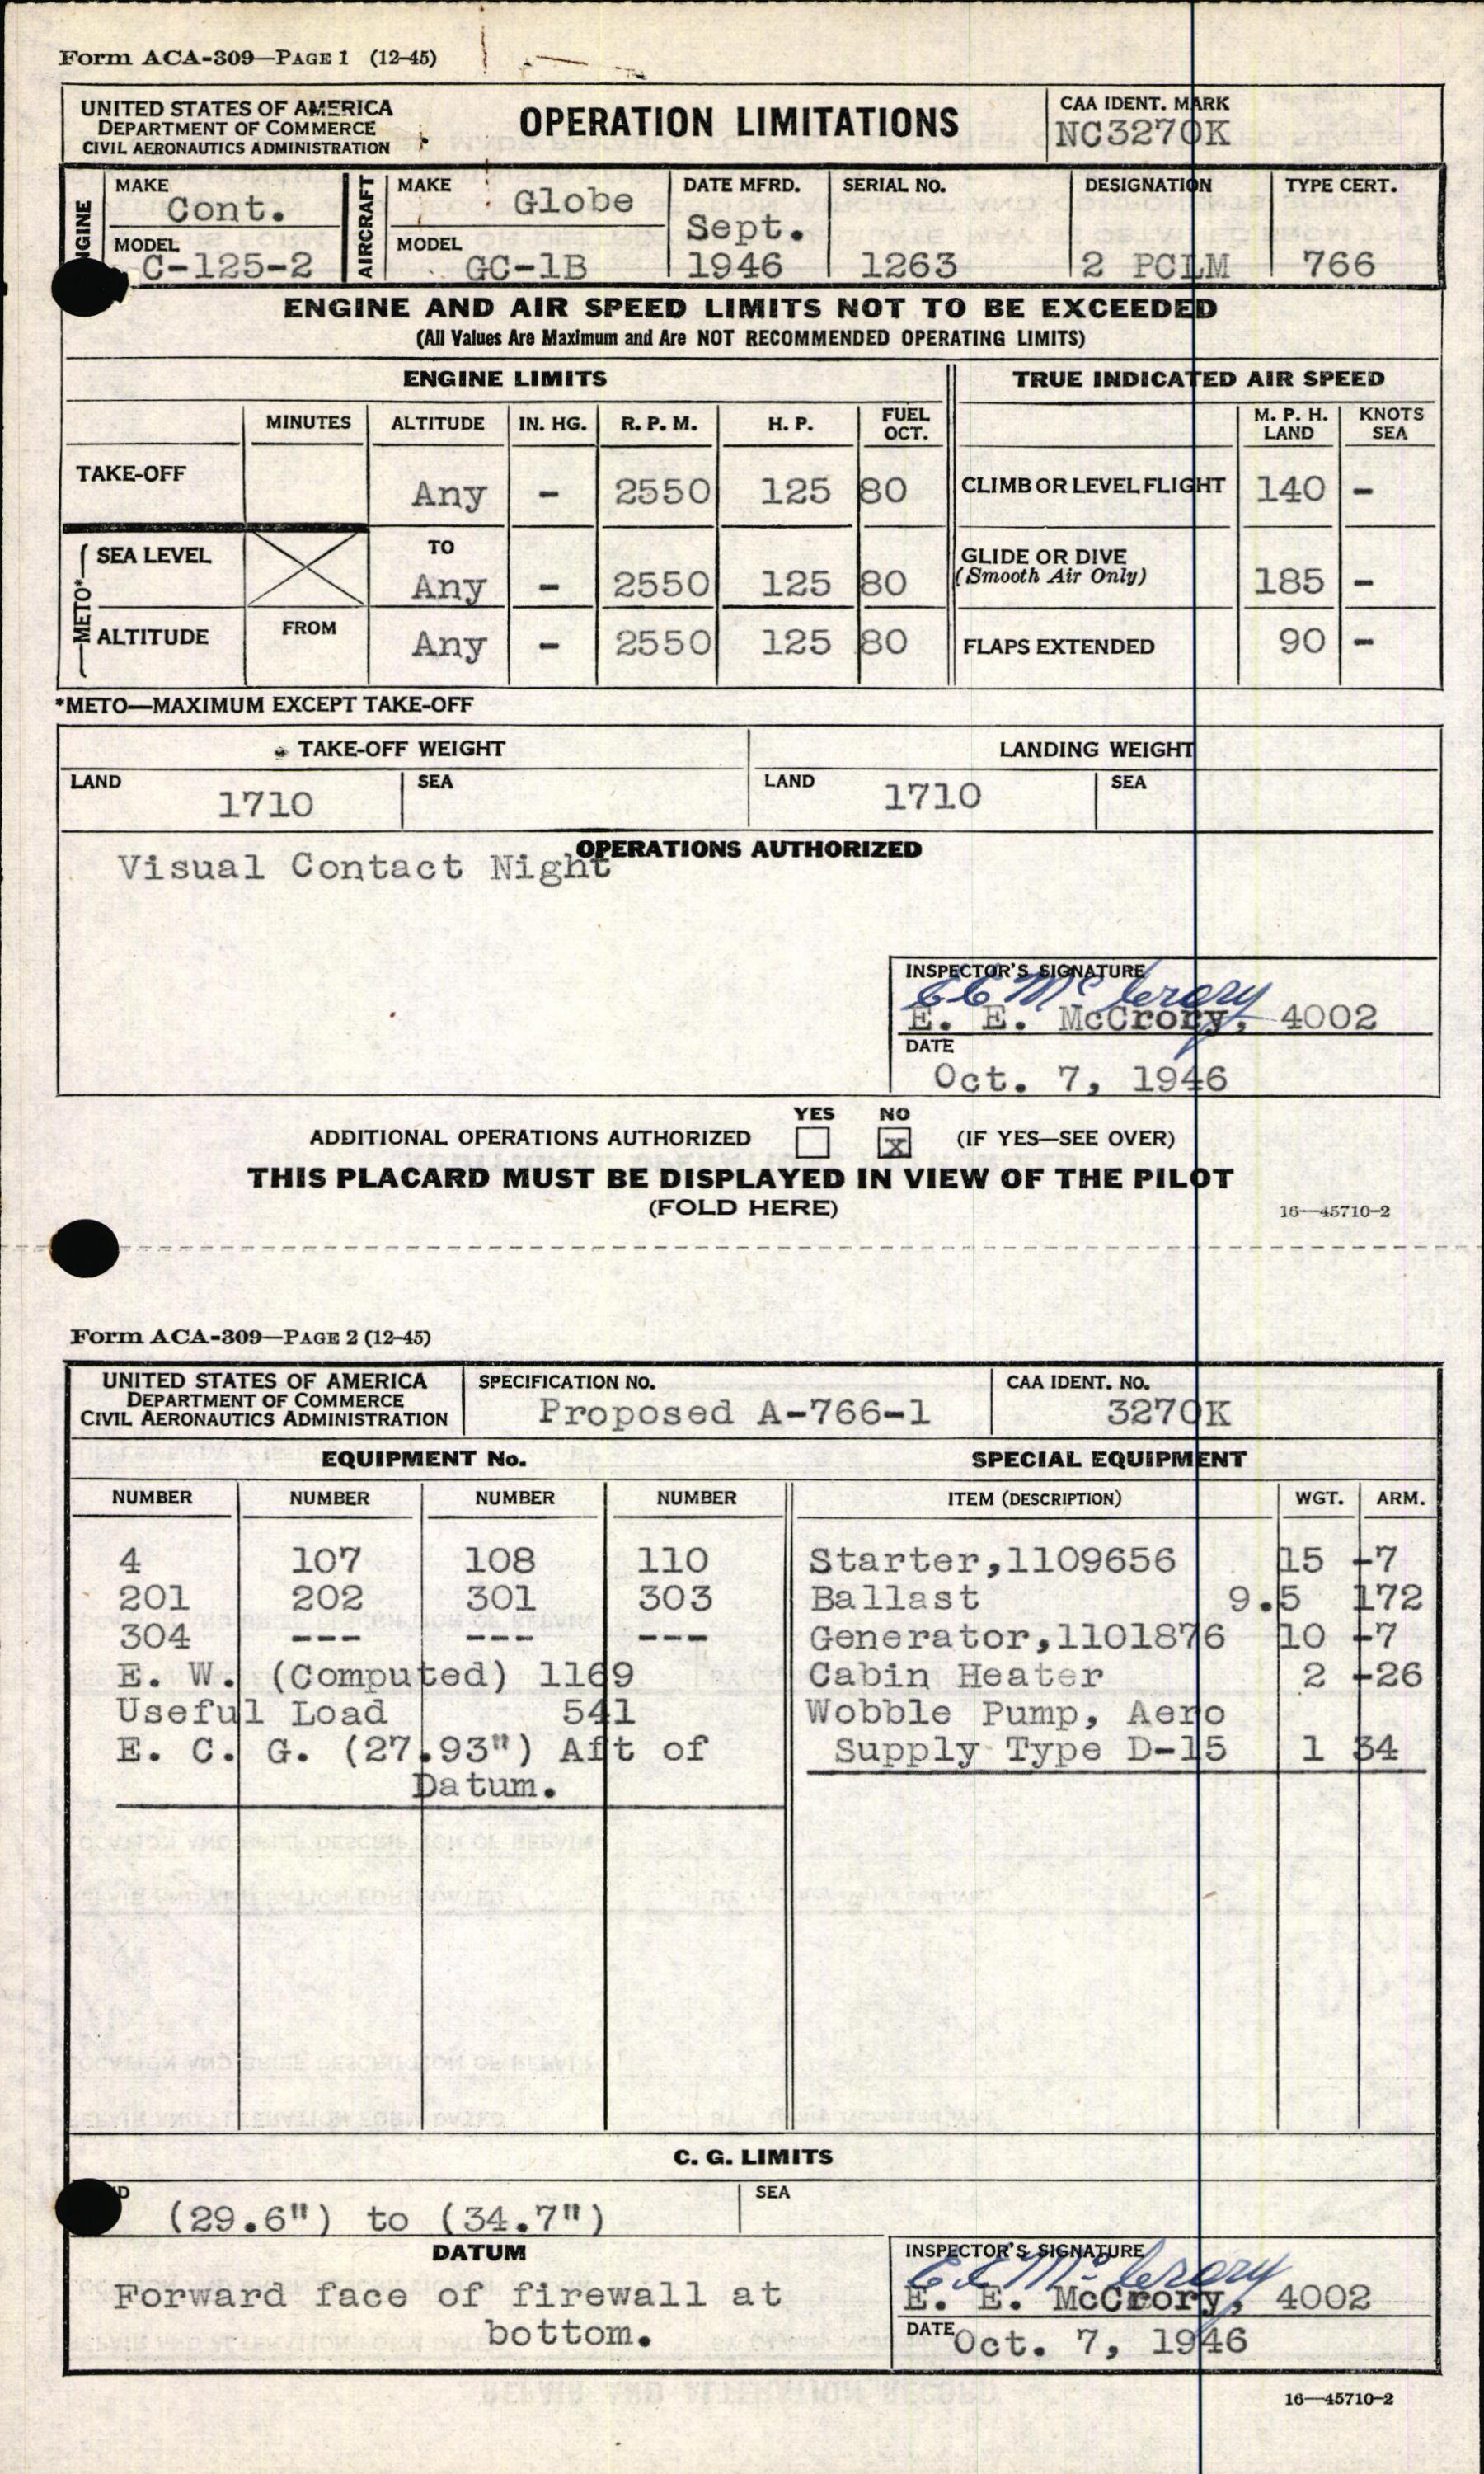 Form ACA-309—PAGE 1 (12-45)
UNITED STATES OF AMERICA
DEPARTMENT OF COMMERCE
CIVIL AERONAUTICS ADMINISTRATION
OPERATION LIMITATIONS
CAA IDENT. MARK
NC3270K
MAKE
Cont.
MODEL
C-125-2
AIRCRAFT
MAKE
Globe
MODEL
GC-1B
DATE MFRD.
Sept.
1946
SERIAL NO.
1263
DESIGNATION
2 PCLM
TYPE CERT.
766
ENGINE AND AIR SPEED LIMITS NOT TO BE EXCEEDED
(All Values Are Maximum and Are NOT RECOMMENDED OPERATING LIMITS)
ENGINE LIMITS TRUE INDICATED AIR SPEED
MINUTES ALTITUDE IN. HG. R. P. M. H. P. FUEL OCT. M. P. H. LAND KNOTS SEA
TAKE-OFF Any - 2550 125 80 CLIMB OR LEVEL FLIGHT 140 -
METO*
SEA LEVEL TO Any - 2550 125 80 GLIDE OR DIVE (Smooth Air Only) 185 -
ALTITUDE FROM Any - 2550 125 80 FLAPS EXTENDED 90 -
*METO—MAXIMUM EXCEPT TAKE-OFF
TAKE-OFF WEIGHT LANDING WEIGHT
LAND 1710 SEA LAND 1710 SEA
OPERATIONS AUTHORIZED
Visual Contact Night
INSPECTOR'S SIGNATURE
E E McCrory
E. E. McCrory, 4002
DATE
Oct. 7, 1946
YES NO
ADDITIONAL OPERATIONS AUTHORIZED x (IF YES—SEE OVER)
THIS PLACARD MUST BE DISPLAYED IN VIEW OF THE PILOT
(FOLD HERE)
16—45710-2
Form ACA-309—PAGE 2 (12-45)
UNITED STATES OF AMERICA
DEPARTMENT OF COMMERCE
CIVIL AERONAUTICS ADMINISTRATION
SPECIFICATION NO.
Proposed A-766-1
CAA IDENT. NO.
3270K
EQUIPMENT No. SPECIAL EQUIPMENT
NUMBER NUMBER NUMBER NUMBER ITEM (DESCRIPTION) WGT. ARM.
4 107 108 110 Starter,1109656 15 -7
201 202 301 303 Ballast 9.5 172
304 --- --- --- Generator,1101876 10 -7
E. W. (Computed) 1169 Cabin Heater 2 -26
Useful Load 541 Wobble Pump, Aero
E. C. G. (27.93") Aft of Supply Type D-15 1 34
Datum.
C. G. LIMITS
(29.6") to (34.7") SEA
DATUM
Forward face of firewall at
bottom.
INSPECTOR'S SIGNATURE
E E McCrory
E. E. McCrory, 4002
DATE Oct. 7, 1946
16—45710-2